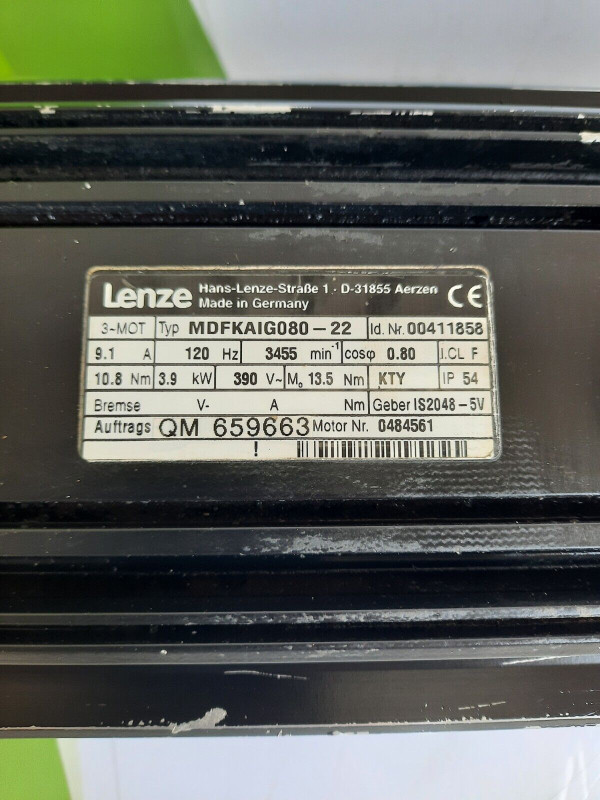 Lenze Hans-Lenze-Straße 1 · D-31855 Aerzen CE
Made in Germany
3~MOT Typ MDFKAIG080-22 Id. Nr. 00411858
9.1 A 120 Hz 3455 min⁻¹ cosφ 0.80 I.CL F
10.8 Nm 3.9 kW 390 V~ M₀ 13.5 Nm KTY IP 54
Bremse V- A Nm Geber IS2048-5V
Auftrags QM 659663 Motor Nr. 0484561
!